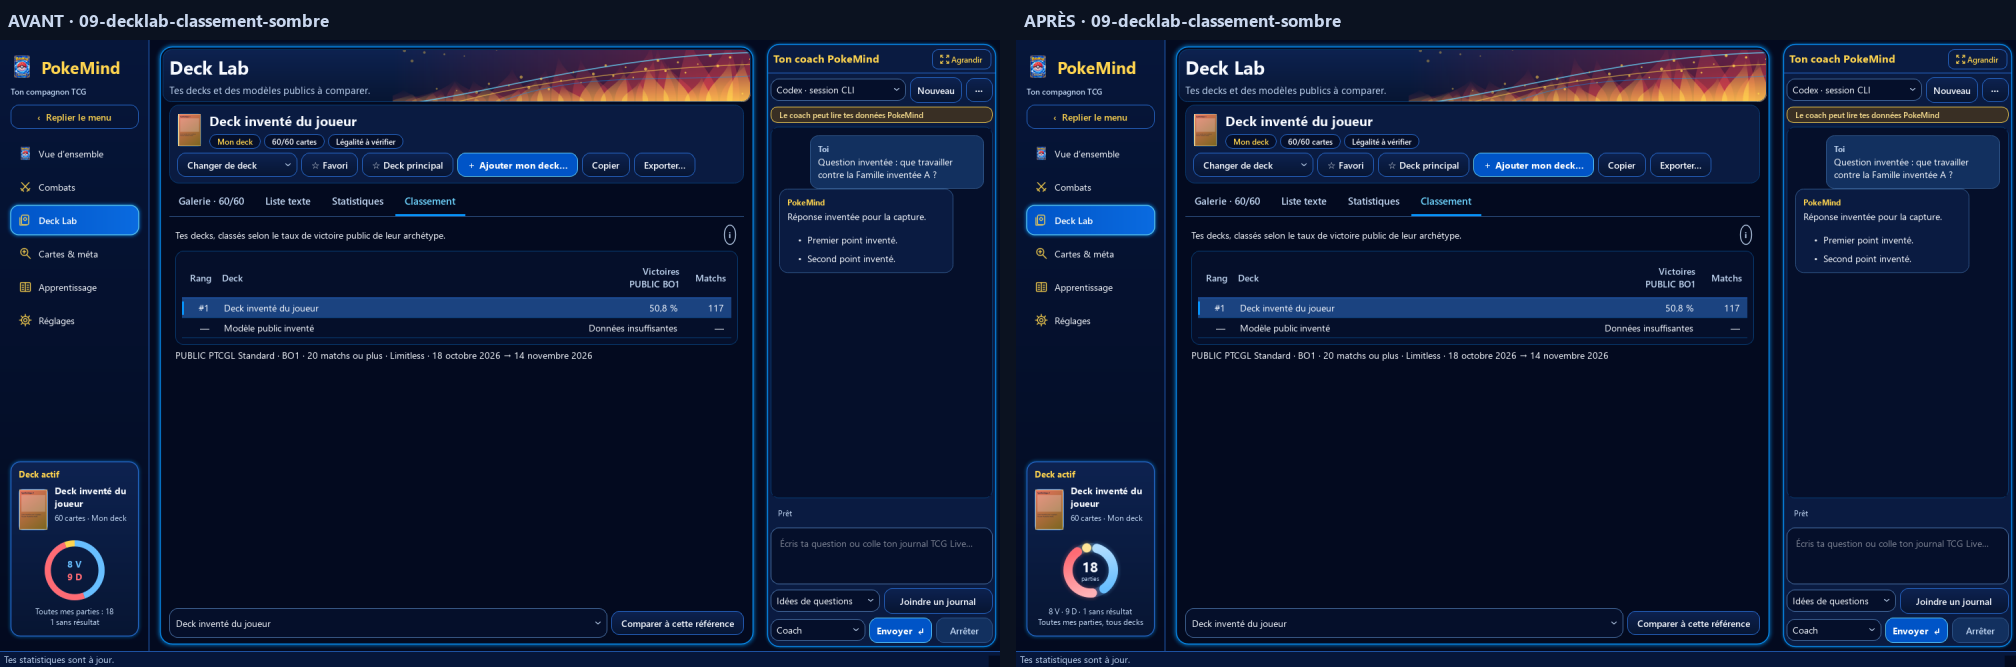 AVANT · 09-decklab-classement-sombre
PokeMind
Ton compagnon TCG
‹ Replier le menu
Vue d'ensemble
Combats
Deck Lab
Cartes & méta
Apprentissage
Réglages
Deck actif
Deck inventé du
joueur
60 cartes · Mon deck
8 V
9 D
Toutes mes parties : 18
1 sans résultat
Deck Lab
Tes decks et des modèles publics à comparer.
Deck inventé du joueur
Mon deck 60/60 cartes Légalité à vérifier
Changer de deck ☆ Favori ☆ Deck principal + Ajouter mon deck... Copier Exporter...
Galerie · 60/60 Liste texte Statistiques Classement
Tes decks, classés selon le taux de victoire public de leur archétype. i
Rang Deck Victoires PUBLIC BO1 Matchs
#1 Deck inventé du joueur 50,8 % 117
— Modèle public inventé Données insuffisantes —
PUBLIC PTCGL Standard · BO1 · 20 matchs ou plus · Limitless · 18 octobre 2026 → 14 novembre 2026
Deck inventé du joueur Comparer à cette référence
Ton coach PokeMind Agrandir
Codex · session CLI Nouveau ...
Le coach peut lire tes données PokeMind
Toi
Question inventée : que travailler
contre la Famille inventée A ?
PokeMind
Réponse inventée pour la capture.
• Premier point inventé.
• Second point inventé.
Prêt
Écris ta question ou colle ton journal TCG Live...
Idées de questions Joindre un journal
Coach Envoyer ↲ Arrêter
Tes statistiques sont à jour.
APRÈS · 09-decklab-classement-sombre
PokeMind
Ton compagnon TCG
‹ Replier le menu
Vue d'ensemble
Combats
Deck Lab
Cartes & méta
Apprentissage
Réglages
Deck actif
Deck inventé du
joueur
60 cartes · Mon deck
18
parties
8 V · 9 D · 1 sans résultat
Toutes mes parties, tous decks
Deck Lab
Tes decks et des modèles publics à comparer.
Deck inventé du joueur
Mon deck 60/60 cartes Légalité à vérifier
Changer de deck ☆ Favori ☆ Deck principal + Ajouter mon deck... Copier Exporter...
Galerie · 60/60 Liste texte Statistiques Classement
Tes decks, classés selon le taux de victoire public de leur archétype. i
Rang Deck Victoires PUBLIC BO1 Matchs
#1 Deck inventé du joueur 50,8 % 117
— Modèle public inventé Données insuffisantes —
PUBLIC PTCGL Standard · BO1 · 20 matchs ou plus · Limitless · 18 octobre 2026 → 14 novembre 2026
Deck inventé du joueur Comparer à cette référence
Ton coach PokeMind Agrandir
Codex · session CLI Nouveau ...
Le coach peut lire tes données PokeMind
Toi
Question inventée : que travailler
contre la Famille inventée A ?
PokeMind
Réponse inventée pour la capture.
• Premier point inventé.
• Second point inventé.
Prêt
Écris ta question ou colle ton journal TCG Live...
Idées de questions Joindre un journal
Coach Envoyer ↲ Arrêter
Tes statistiques sont à jour.